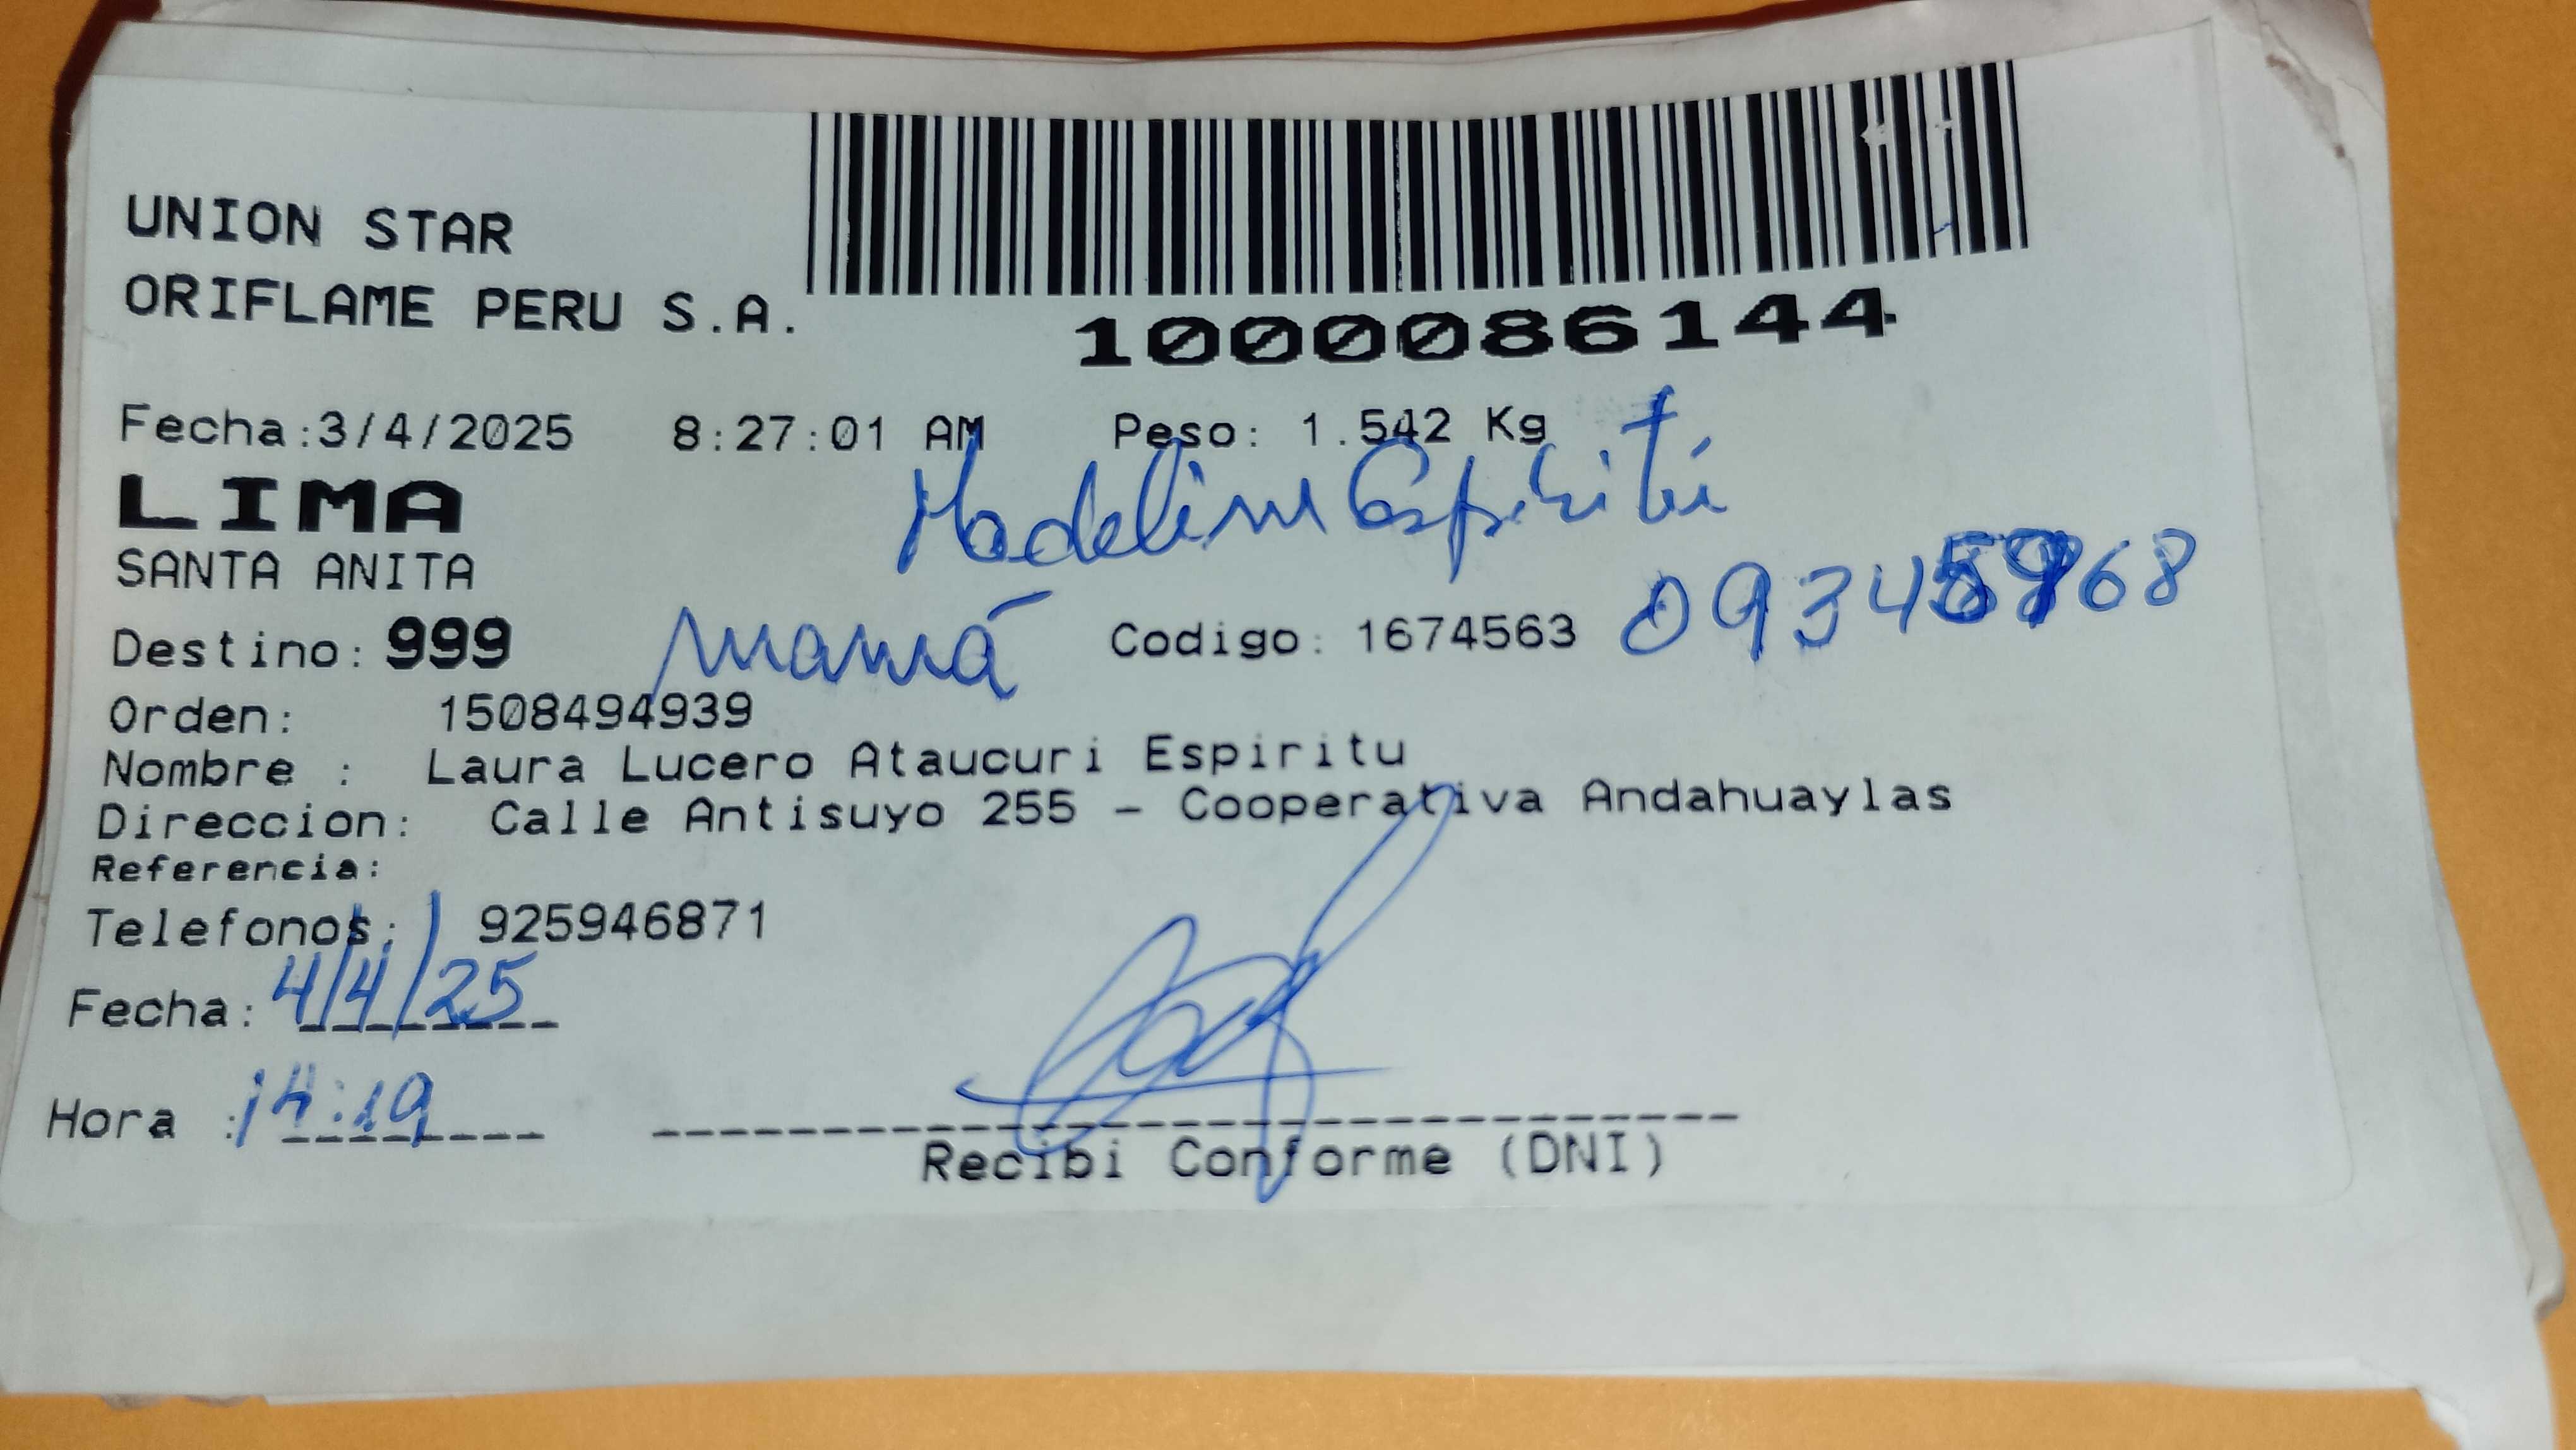 UNION STAR
ORIFLAME PERU S.A.
1000086144
Fecha:3/4/2025 8:27:01 AM Peso: 1.542 Kg
LIMA
Madeline Espiritú
SANTA ANITA
Destino: 999 mamá Codigo: 1674563
Orden: 1508494939
Nombre : Laura Lucero Ataucuri Espiritu
Direccion: Calle Antisuyo 255 - Cooperativa Andahuaylas
Referencia:
Telefonos: 925946871
Fecha: 4/4/25
Hora : 14:19
Recibi Conforme (DNI)